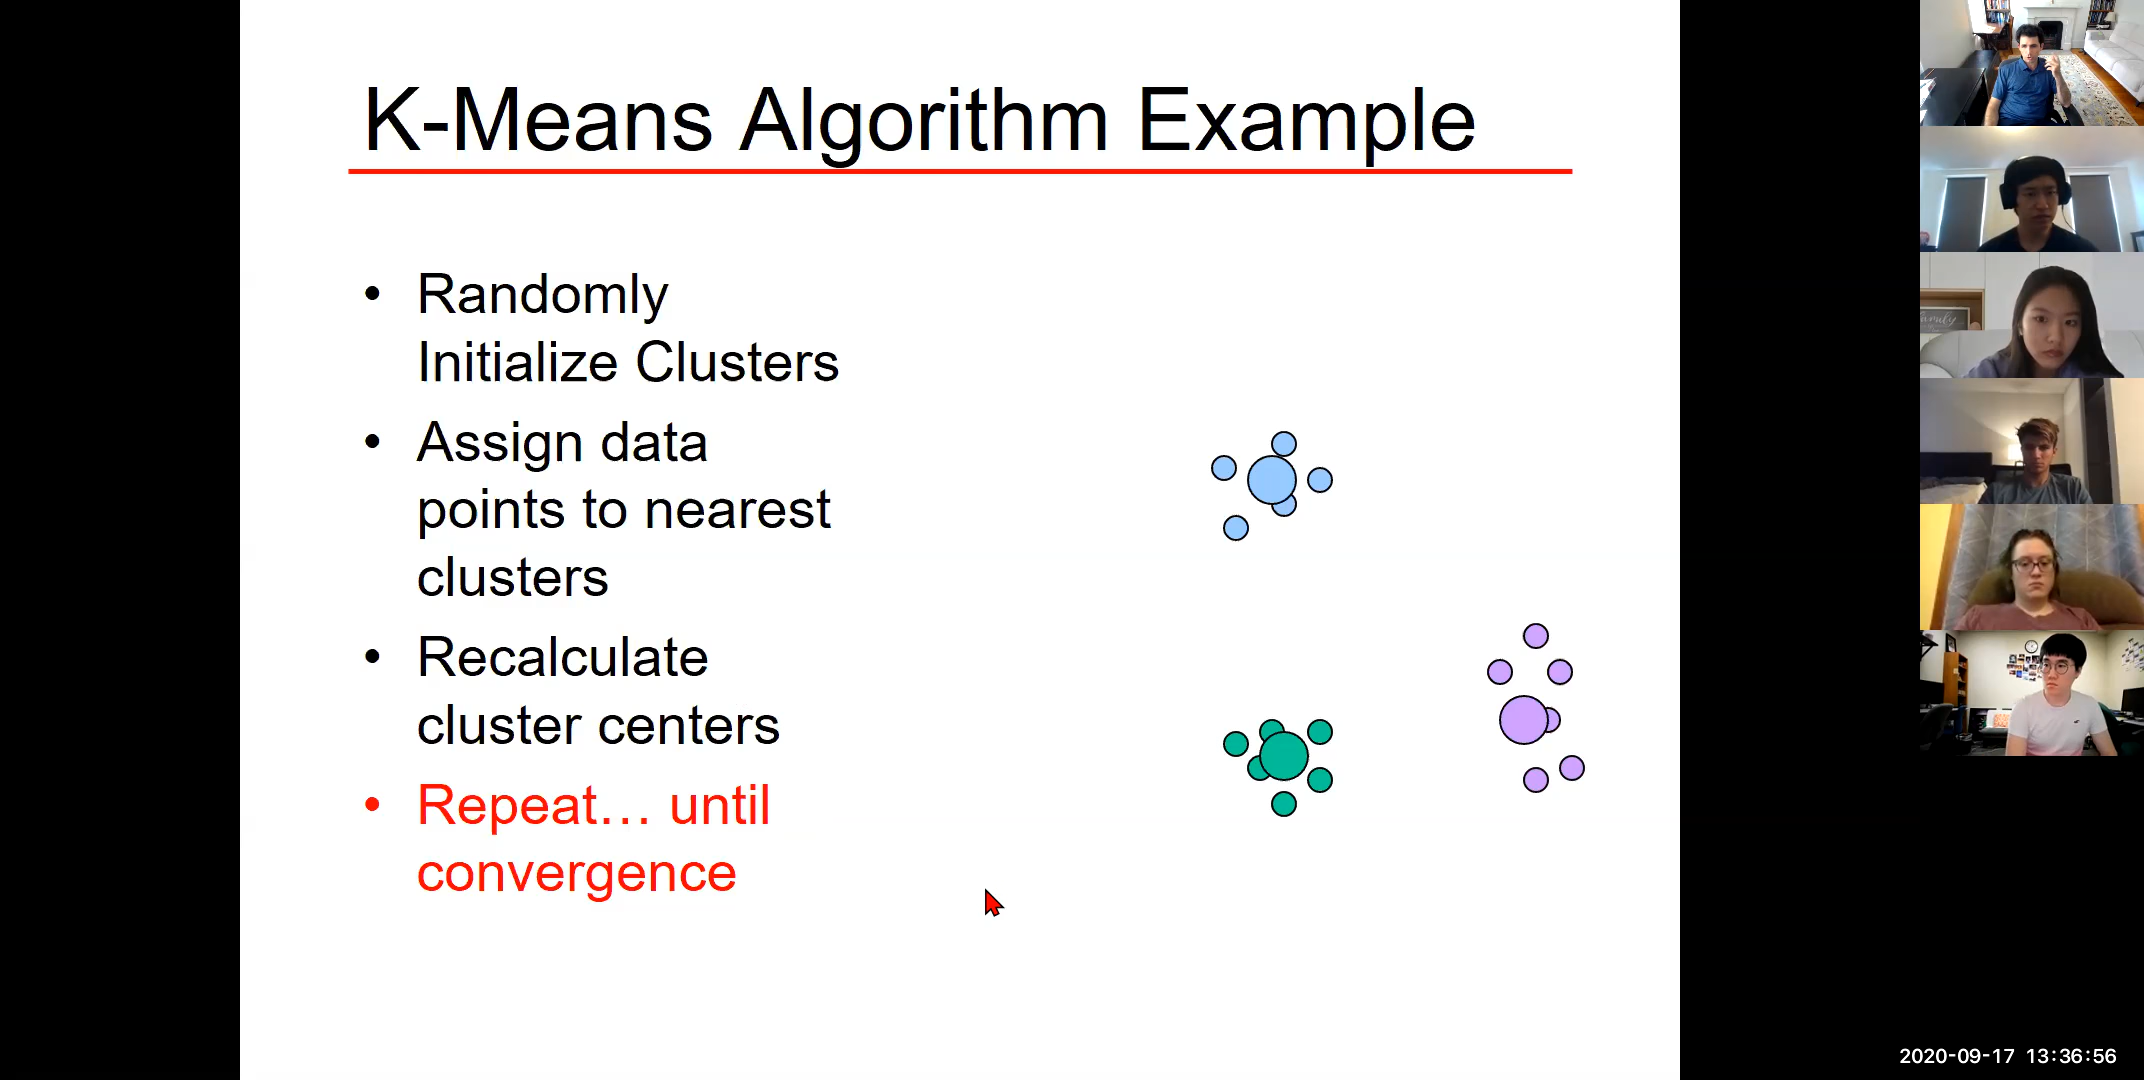 K-Means Algorithm Example
• Randomly
Initialize Clusters
• Assign data
points to nearest
clusters
• Recalculate
cluster centers
• Repeat… until
convergence
family
2020-09-17 13:36:56